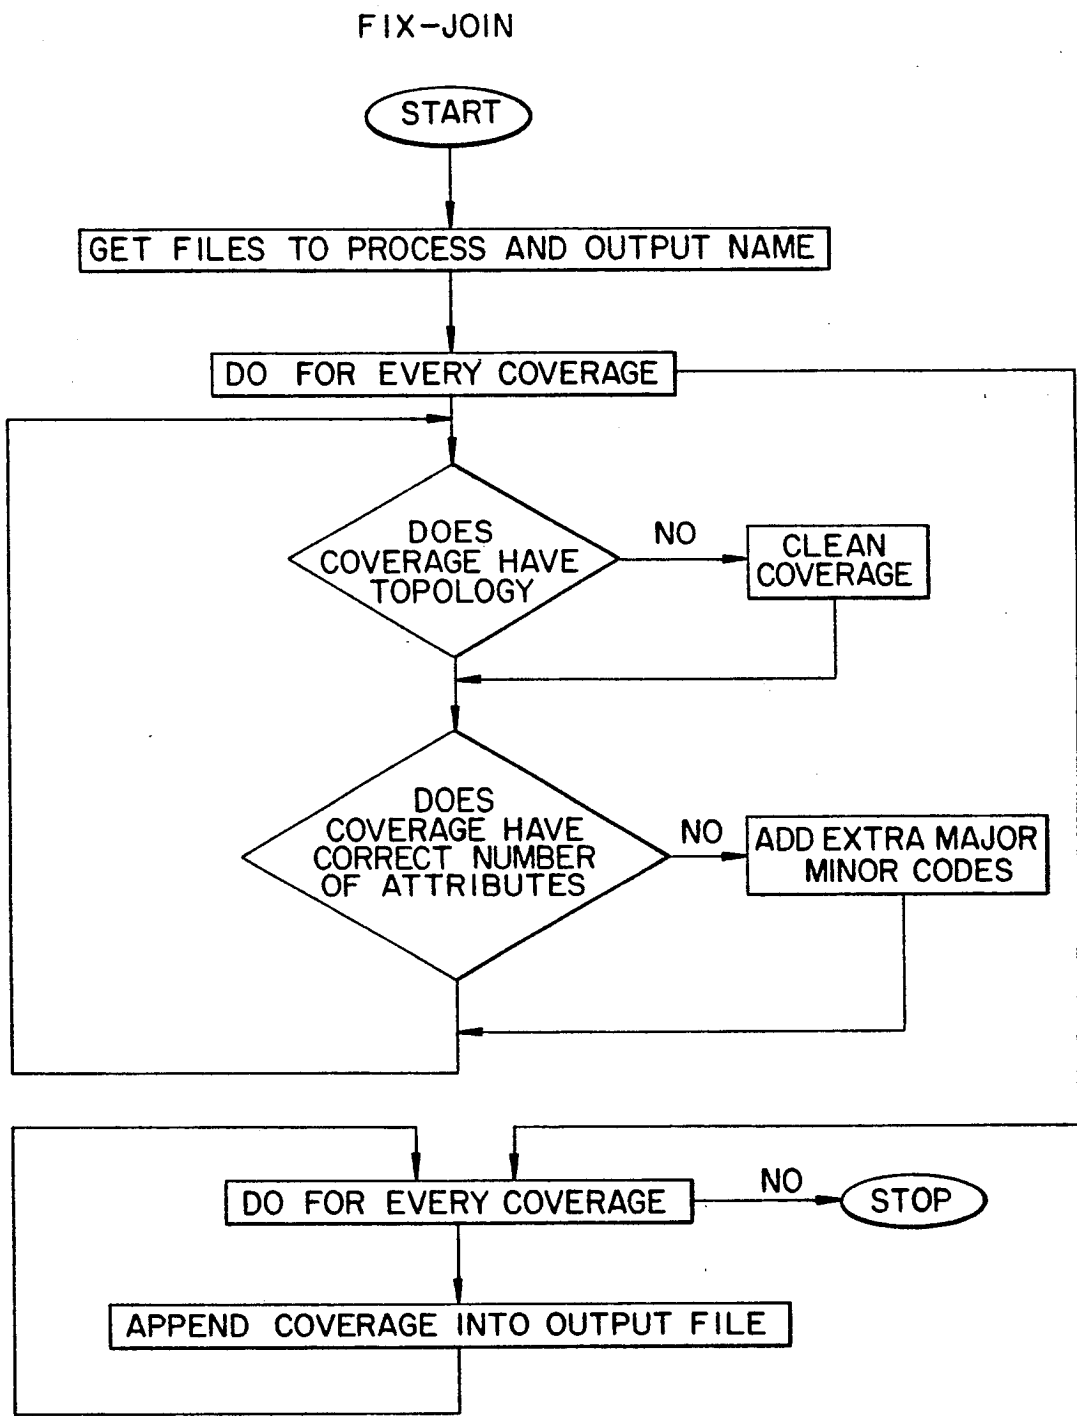 FIX-JOIN
START
GET FILES TO PROCESS AND OUTPUT NAME
DO FOR EVERY COVERAGE
DOES
COVERAGE HAVE
TOPOLOGY
NO
CLEAN
COVERAGE
DOES
COVERAGE HAVE
CORRECT NUMBER
OF ATTRIBUTES
NO
ADD EXTRA MAJOR
MINOR CODES
DO FOR EVERY COVERAGE
NO
STOP
APPEND COVERAGE INTO OUTPUT FILE